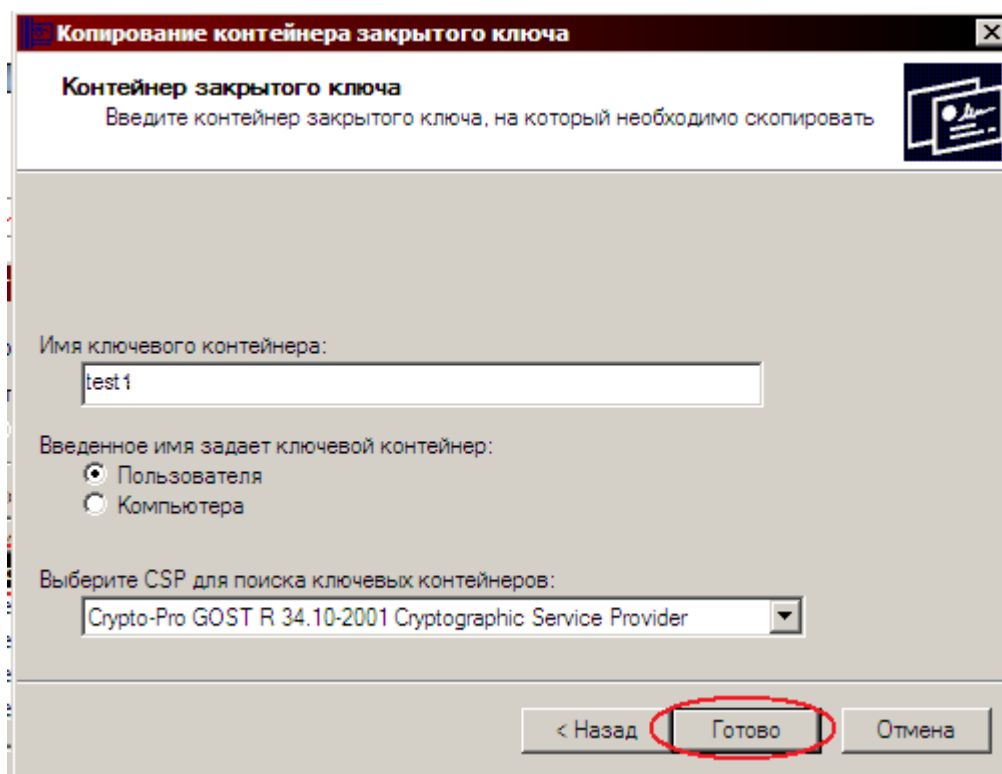 Копирование контейнера закрытого ключа
Контейнер закрытого ключа
Введите контейнер закрытого ключа, на который необходимо скопировать
Имя ключевого контейнера:
test1
Введенное имя задает ключевой контейнер:
Пользователя
Компьютера
Выберите CSP для поиска ключевых контейнеров:
Crypto-Pro GOST R 34.10-2001 Cryptographic Service Provider
< Назад
Готово
Отмена